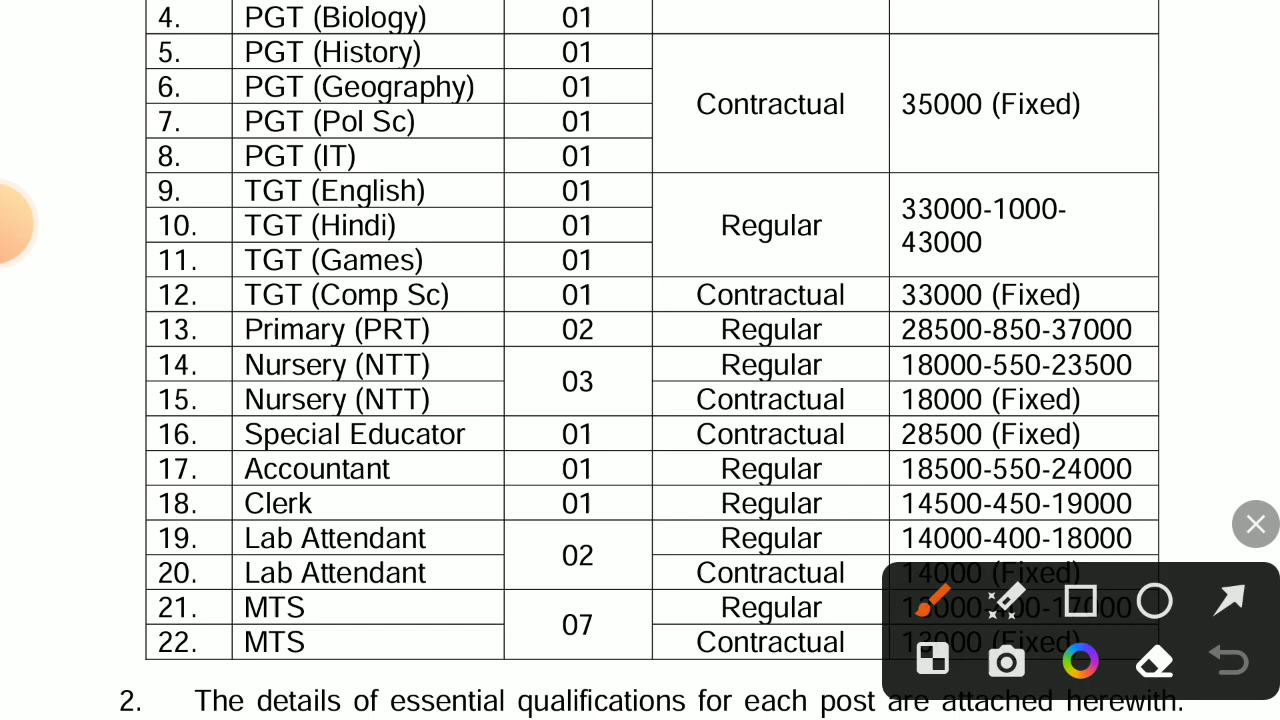 4. PGT (Biology) 01
5. PGT (History) 01
6. PGT (Geography) 01
Contractual 35000 (Fixed)
7. PGT (Pol Sc) 01
8. PGT (IT) 01
9. TGT (English) 01
33000-1000-
10. TGT (Hindi) 01 Regular
43000
11. TGT (Games) 01
12. TGT (Comp Sc) 01 Contractual 33000 (Fixed)
13. Primary (PRT) 02 Regular 28500-850-37000
14. Nursery (NTT) Regular 18000-550-23500
03
15. Nursery (NTT) Contractual 18000 (Fixed)
16. Special Educator 01 Contractual 28500 (Fixed)
17. Accountant 01 Regular 18500-550-24000
18. Clerk 01 Regular 14500-450-19000
19. Lab Attendant Regular 14000-400-18000
02
20. Lab Attendant Contractual 14000 (Fixed)
21. MTS Regular
07
22. MTS Contractual 13000 (Fixed)
2. The details of essential qualifications for each post are attached herewith.